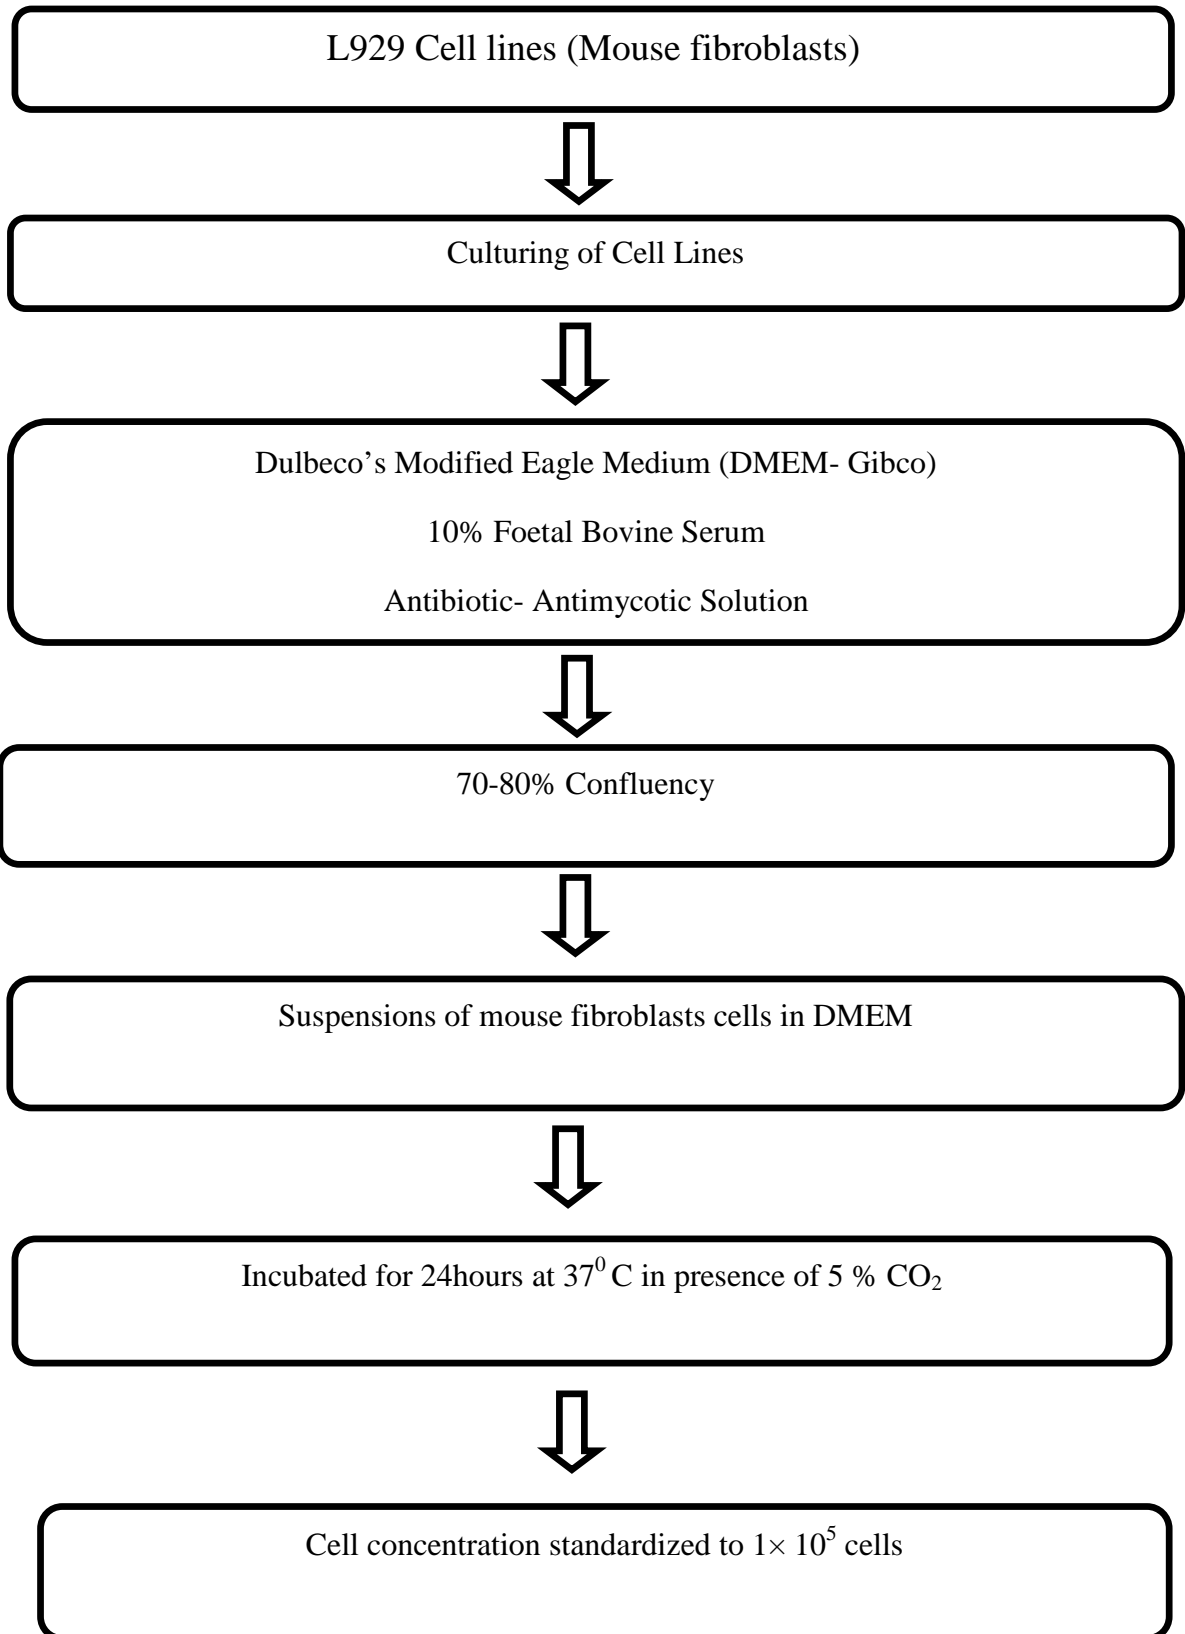 L929 Cell lines (Mouse fibroblasts)
Culturing of Cell Lines
Dulbeco’s Modified Eagle Medium (DMEM- Gibco)
10% Foetal Bovine Serum
Antibiotic- Antimycotic Solution
70-80% Confluency
Suspensions of mouse fibroblasts cells in DMEM
Incubated for 24hours at 37⁰ C in presence of 5 % CO₂
Cell concentration standardized to 1× 10⁵ cells